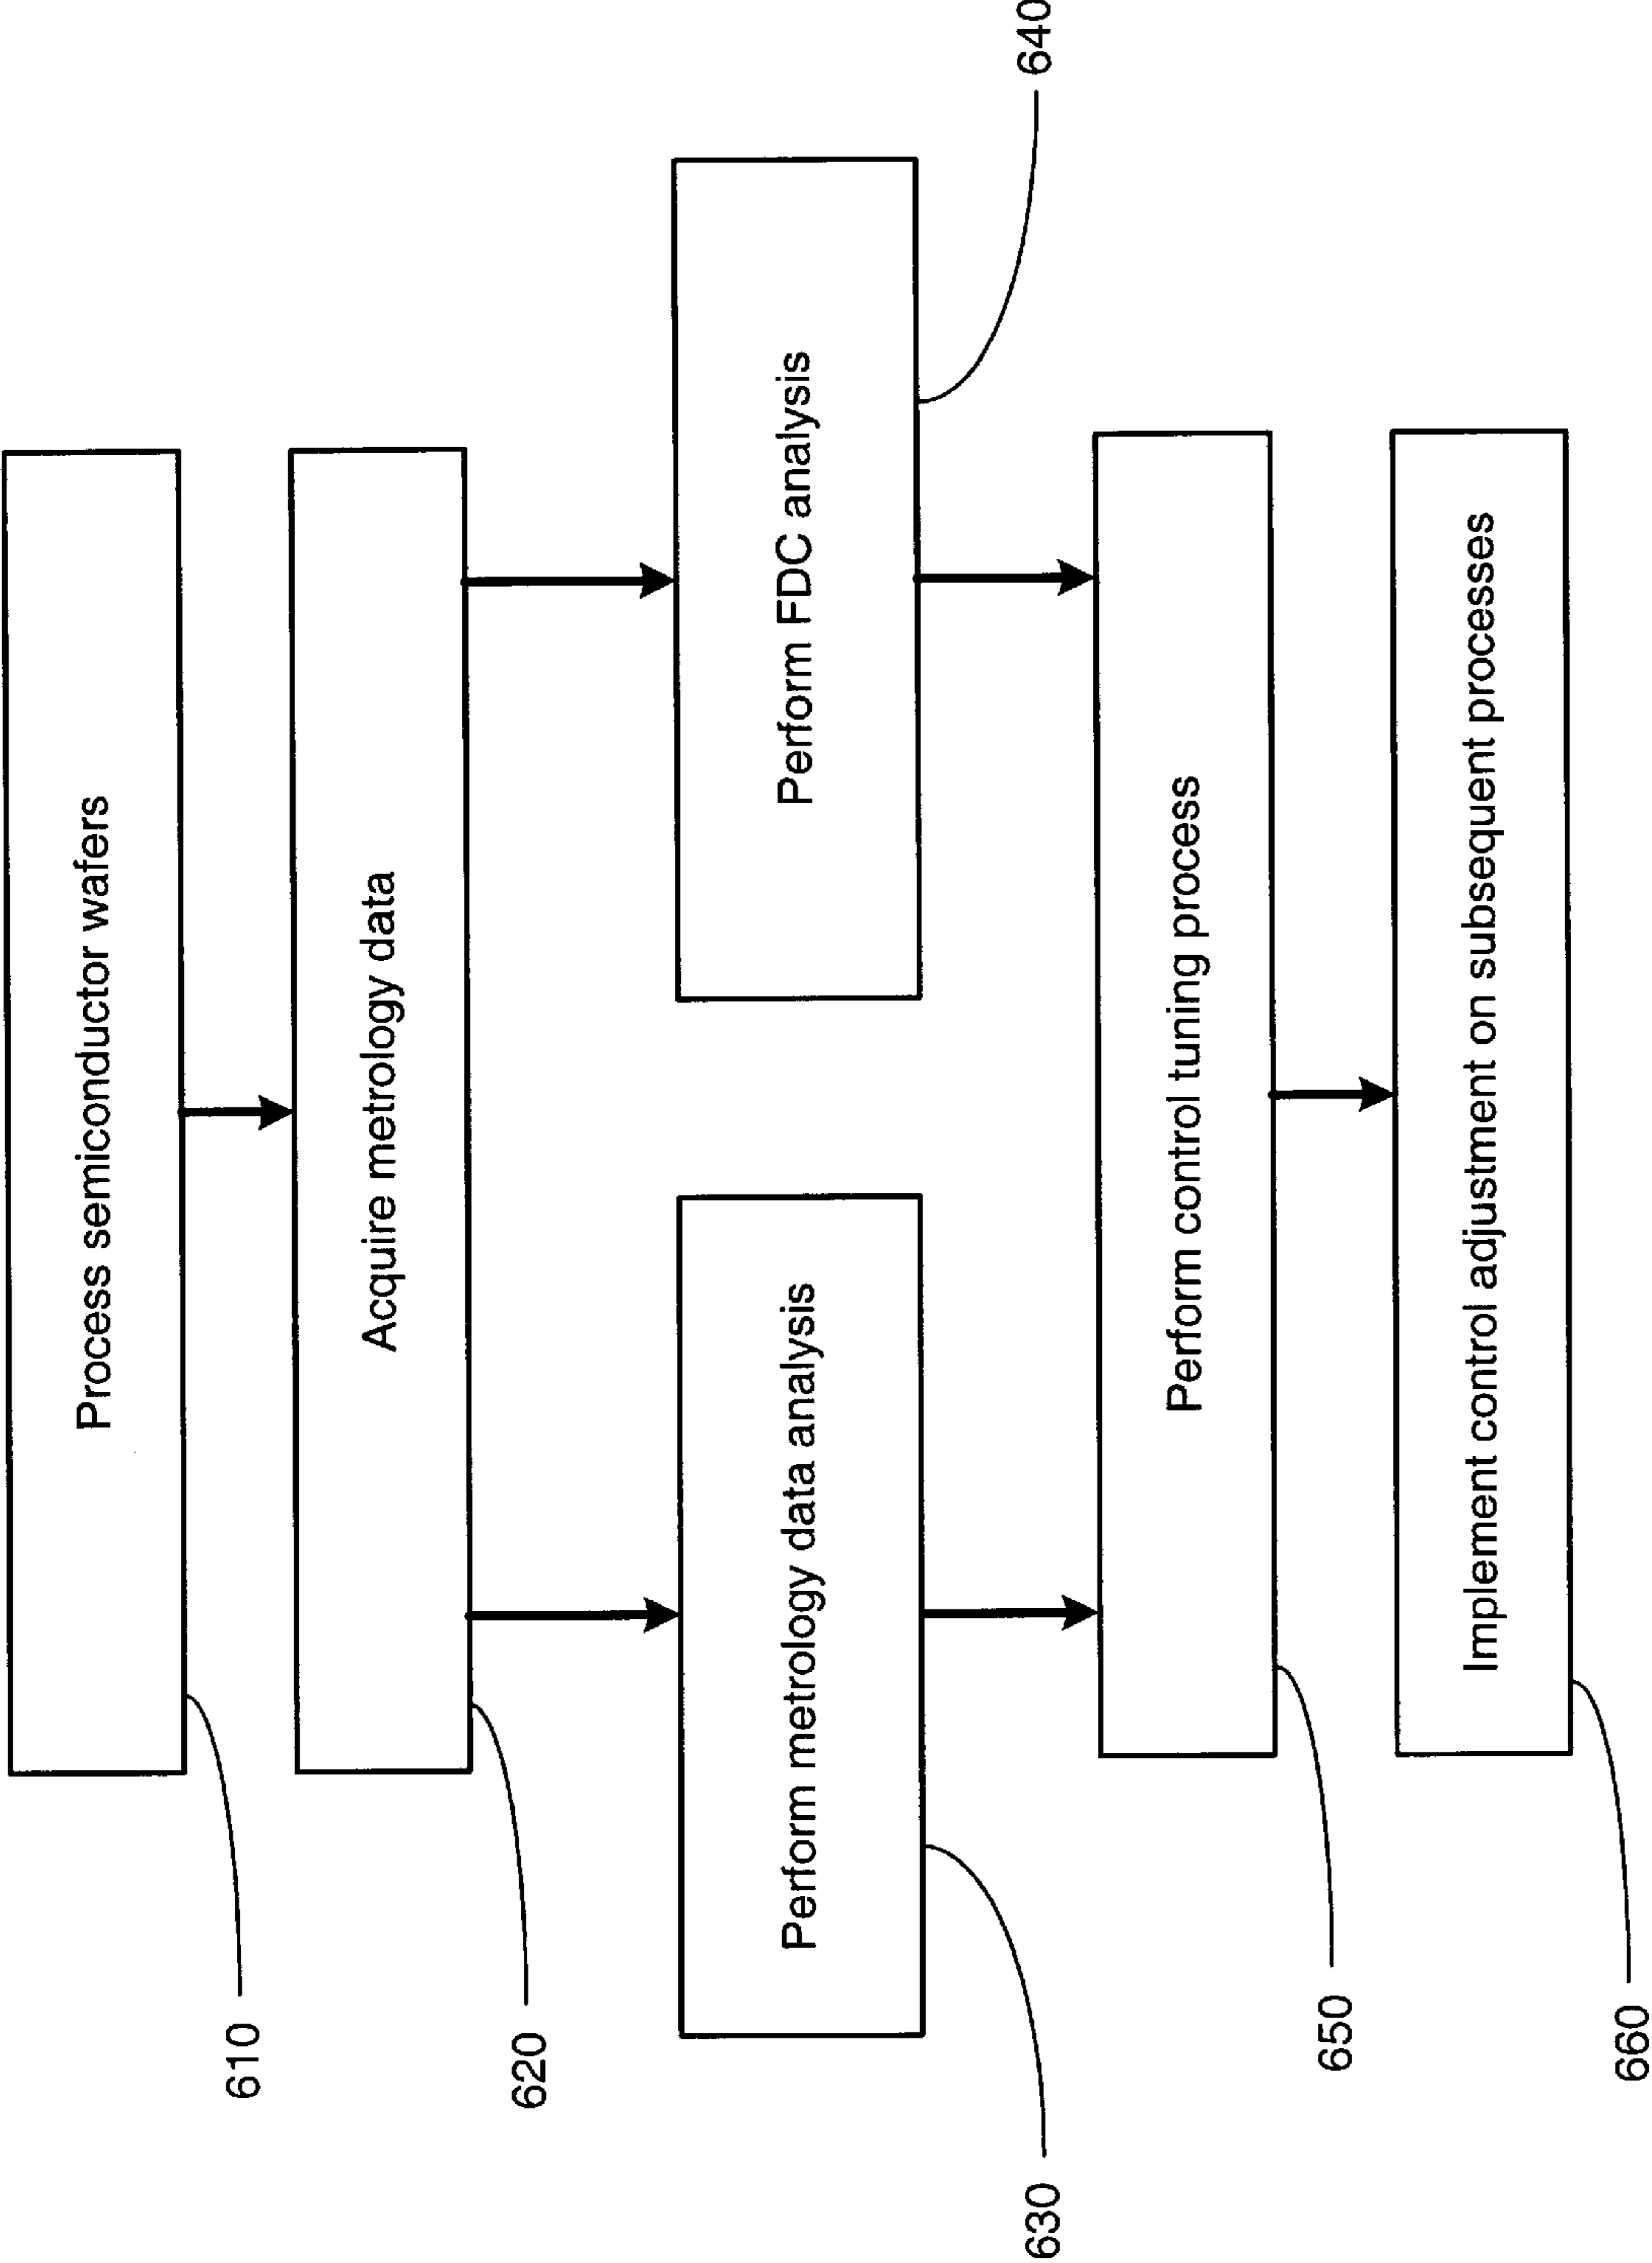 Process semiconductor wafers
610
Acquire metrology data
620
Perform metrology data analysis
630
Perform FDC analysis
640
Perform control tuning process
650
Implement control adjustment on subsequent processes
660